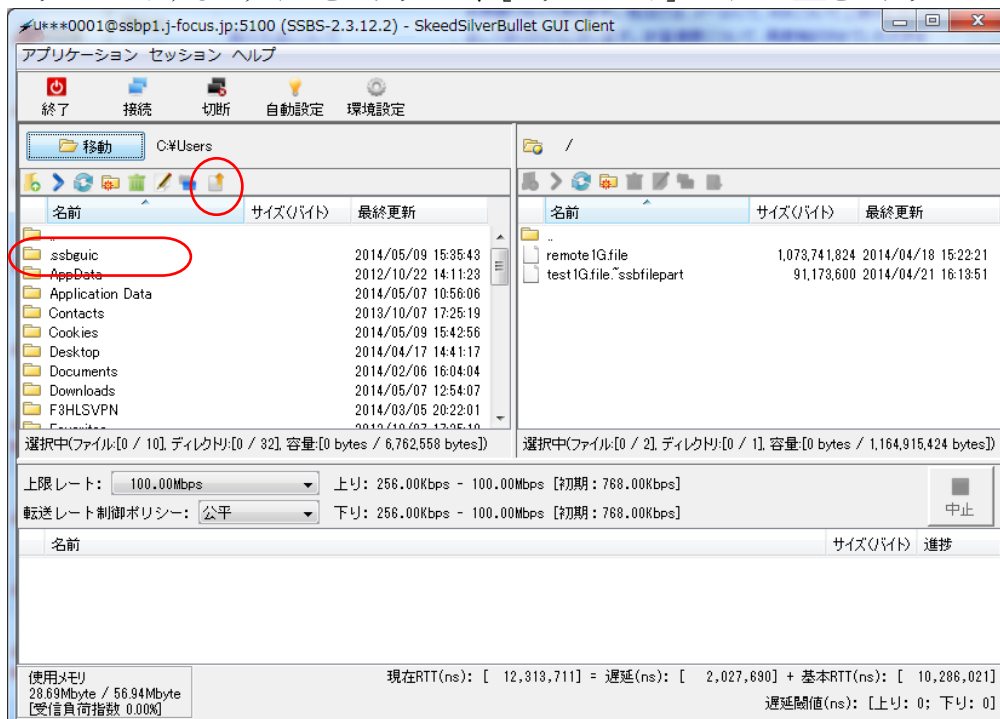 u***0001@ssbp1.j-focus.jp:5100 (SSBS-2.3.12.2) - SkeedSilverBullet GUI Client
アプリケーション セッション ヘルプ
終了 接続 切断 自動設定 環境設定
移動 C:¥Users
/
名前 サイズ(バイト) 最終更新
..
.ssbguic 2014/05/09 15:35:43
AppData 2012/10/22 14:11:23
Application Data 2014/05/07 10:56:06
Contacts 2013/10/07 17:25:19
Cookies 2014/05/09 15:42:56
Desktop 2014/04/17 14:41:17
Documents 2014/02/06 16:04:04
Downloads 2014/05/07 12:54:07
F3HLSVPN 2014/03/05 20:22:01
選択中(ファイル:[0 / 10], ディレクトリ:[0 / 32], 容量:[0 bytes / 6,762,558 bytes])
名前 サイズ(バイト) 最終更新
..
remote1G.file 1,073,741,824 2014/04/18 15:22:21
test1G.file.~ssbfilepart 91,173,600 2014/04/21 16:13:51
選択中(ファイル:[0 / 2], ディレクトリ:[0 / 1], 容量:[0 bytes / 1,164,915,424 bytes])
上限レート: 100.00Mbps 上り: 256.00Kbps - 100.00Mbps [初期:768.00Kbps]
転送レート制御ポリシー: 公平 下り: 256.00Kbps - 100.00Mbps [初期:768.00Kbps]
中止
名前 サイズ(バイト) 進捗
使用メモリ
28.69Mbyte / 56.94Mbyte
[受信負荷指数 0.00%]
現在RTT(ns): [ 12,313,711] = 遅延(ns): [ 2,027,690] + 基本RTT(ns): [ 10,286,021]
遅延閾値(ns): [上り: 0; 下り: 0]